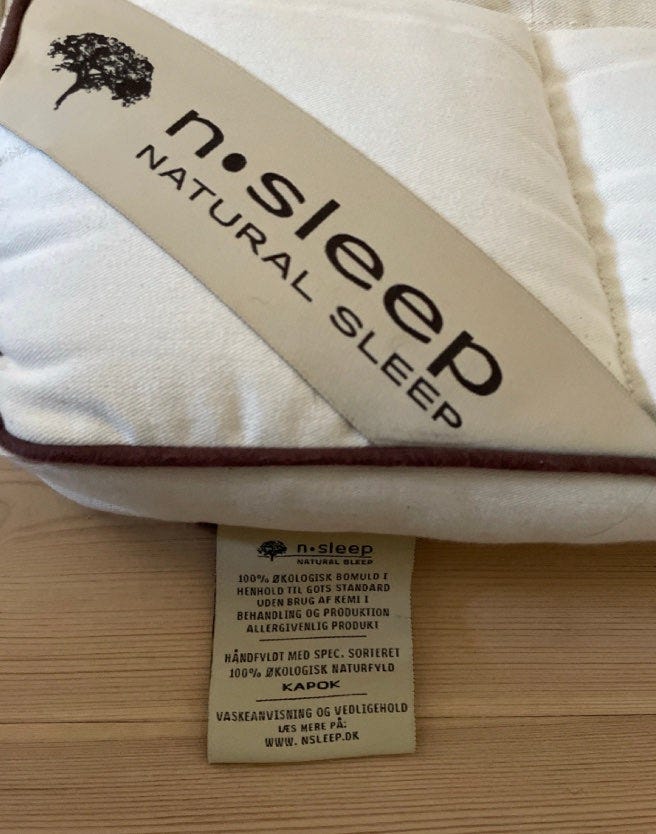 n•sleep
NATURAL SLEEP
n•sleep
NATURAL SLEEP
100% ØKOLOGISK BOMULD I
HENHOLD TIL GOTS STANDARD
UDEN BRUG AF KEMI I
BEHANDLING OG PRODUKTION
ALLERGIVENLIG PRODUKT
HÅNDFYLDT MED SPEC. SORTERET
100% ØKOLOGISK NATURFYLD
KAPOK
VASKEANVISNING OG VEDLIGEHOLD
LÆS MERE PÅ:
WWW. NSLEEP.DK